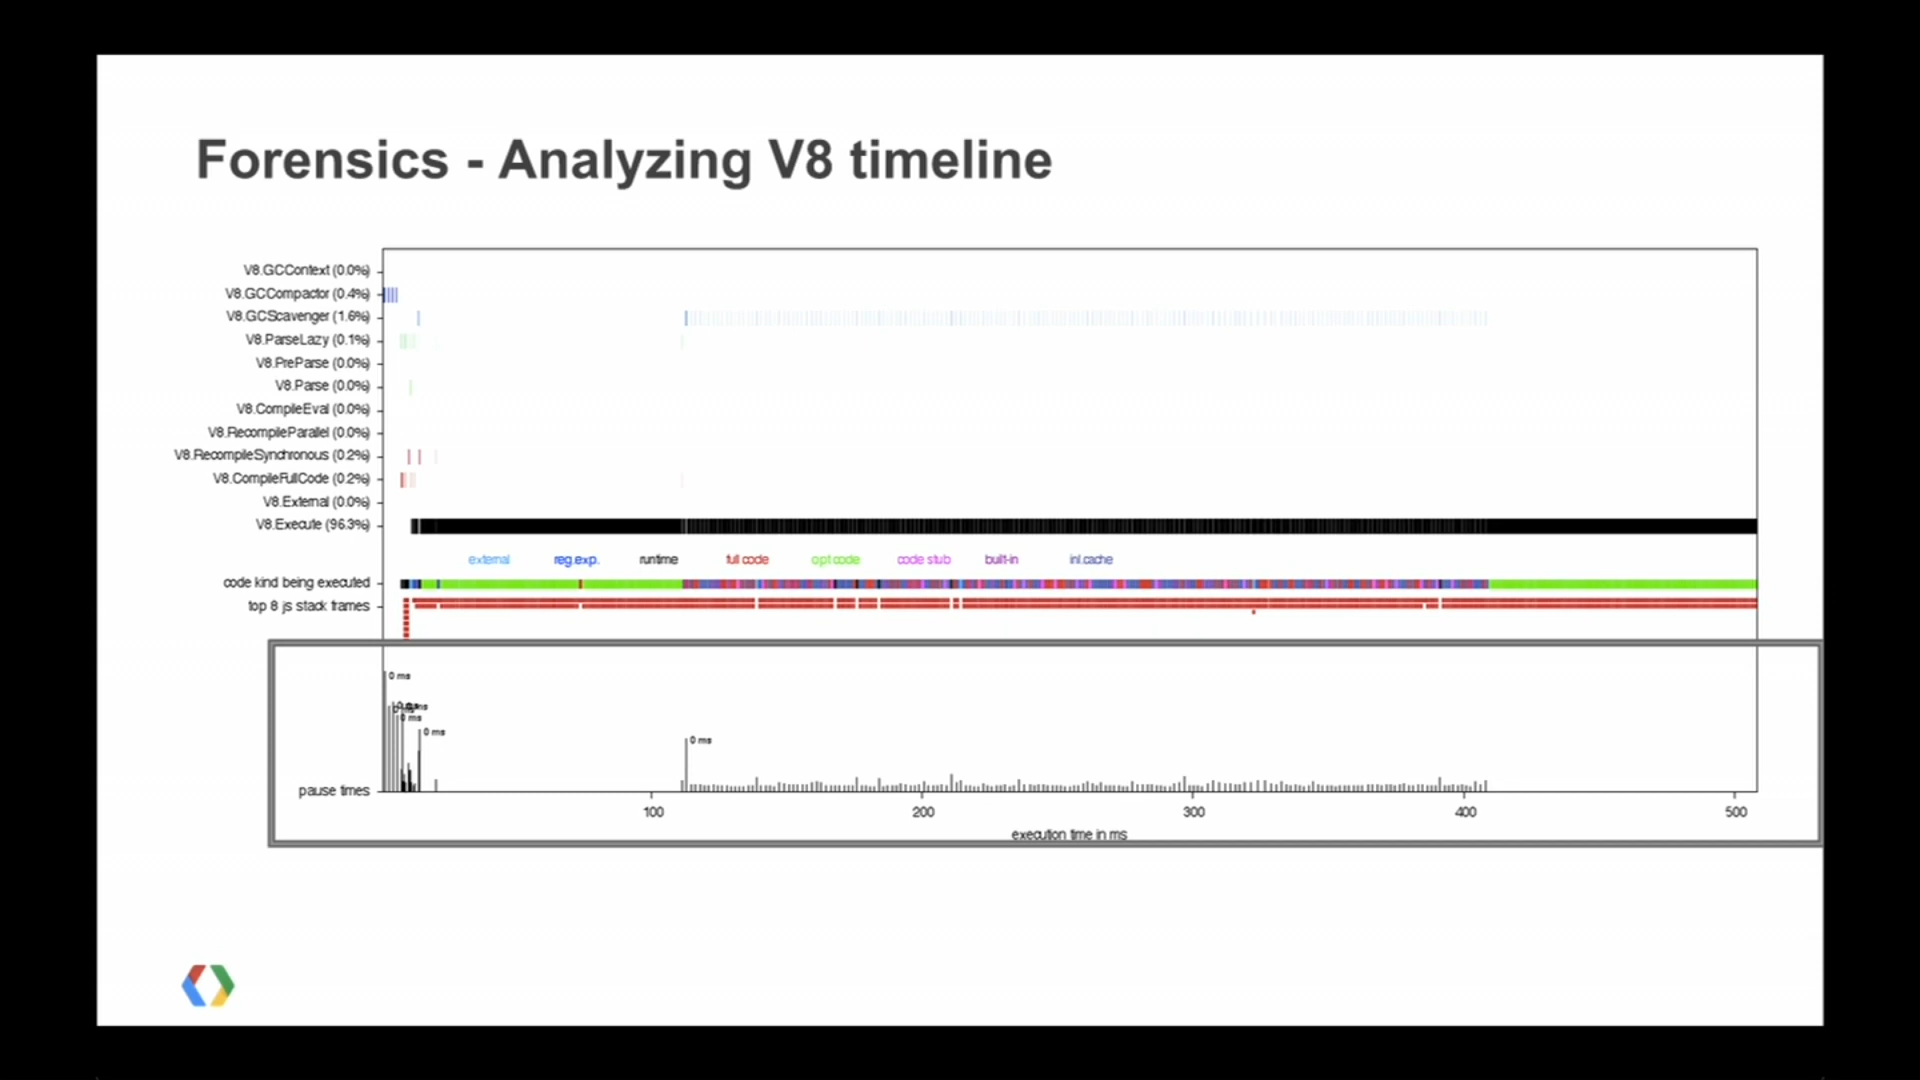 Forensics - Analyzing V8 timeline
V8.GCContext (0.0%)
V8.GCCompactor (0.4%)
V8.GCScavenger (1.6%)
V8.ParseLazy (0.1%)
V8.PreParse (0.0%)
V8.Parse (0.0%)
V8.CompileEval (0.0%)
V8.RecompileParallel (0.0%)
V8.RecompileSynchronous (0.2%)
V8.CompileFullCode (0.2%)
V8.External (0.0%)
V8.Execute (96.3%)
external reg.exp. runtime full code opt code code stub built-in inl.cache
code kind being executed
top 8 js stack frames
0 ms
0 ms
0 ms
0 ms
pause times
100 200 300 400 500
execution time in ms